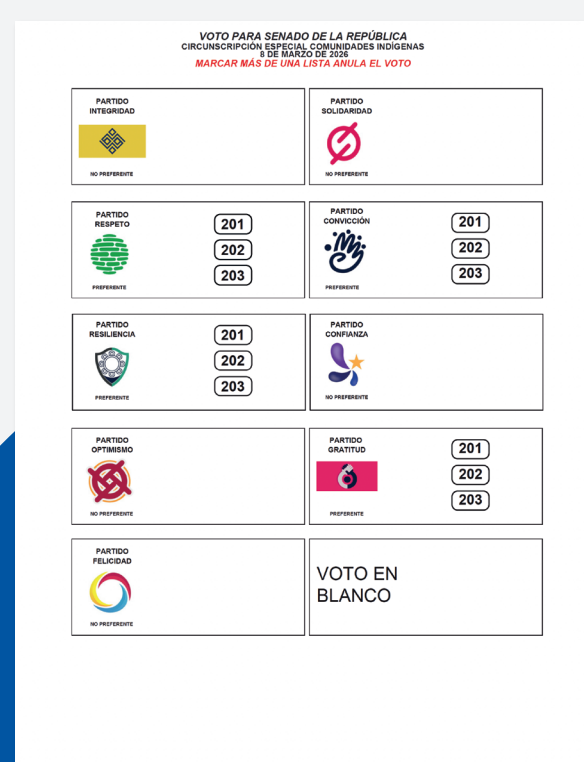 VOTO PARA SENADO DE LA REPÚBLICA
CIRCUNSCRIPCIÓN ESPECIAL COMUNIDADES INDÍGENAS
8 DE MARZO DE 2026
MARCAR MÁS DE UNA LISTA ANULA EL VOTO
PARTIDO
INTEGRIDAD
NO PREFERENTE
PARTIDO
SOLIDARIDAD
NO PREFERENTE
PARTIDO
RESPETO
201
202
203
PREFERENTE
PARTIDO
CONVICCIÓN
201
202
203
PREFERENTE
PARTIDO
RESILIENCIA
201
202
203
PREFERENTE
PARTIDO
CONFIANZA
NO PREFERENTE
PARTIDO
OPTIMISMO
NO PREFERENTE
PARTIDO
GRATITUD
201
202
203
PREFERENTE
PARTIDO
FELICIDAD
NO PREFERENTE
VOTO EN
BLANCO